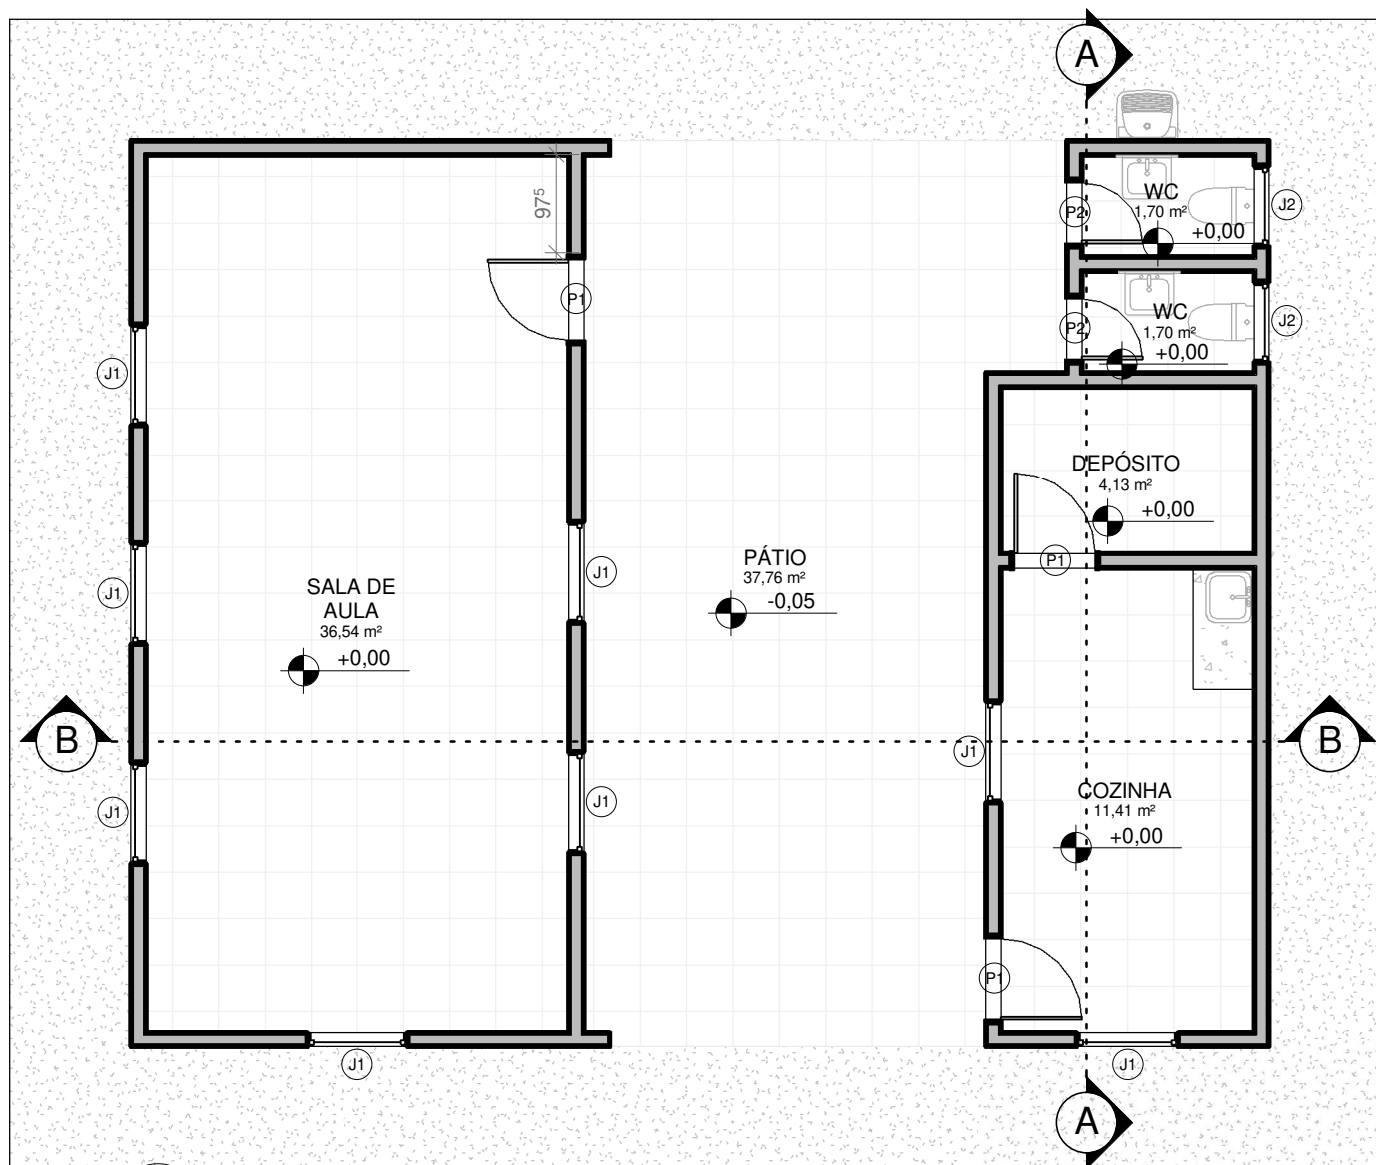 A
WC
1,70 m²
+0,00
P2
J2
97⁵
WC
1,70 m²
+0,00
P2
J2
P1
J1
DEPÓSITO
4,13 m²
+0,00
P1
PÁTIO
37,76 m²
-0,05
J1
J1
SALA DE
AULA
36,54 m²
+0,00
B
B
J1
COZINHA
11,41 m²
+0,00
J1
J1
P1
J1
J1
A